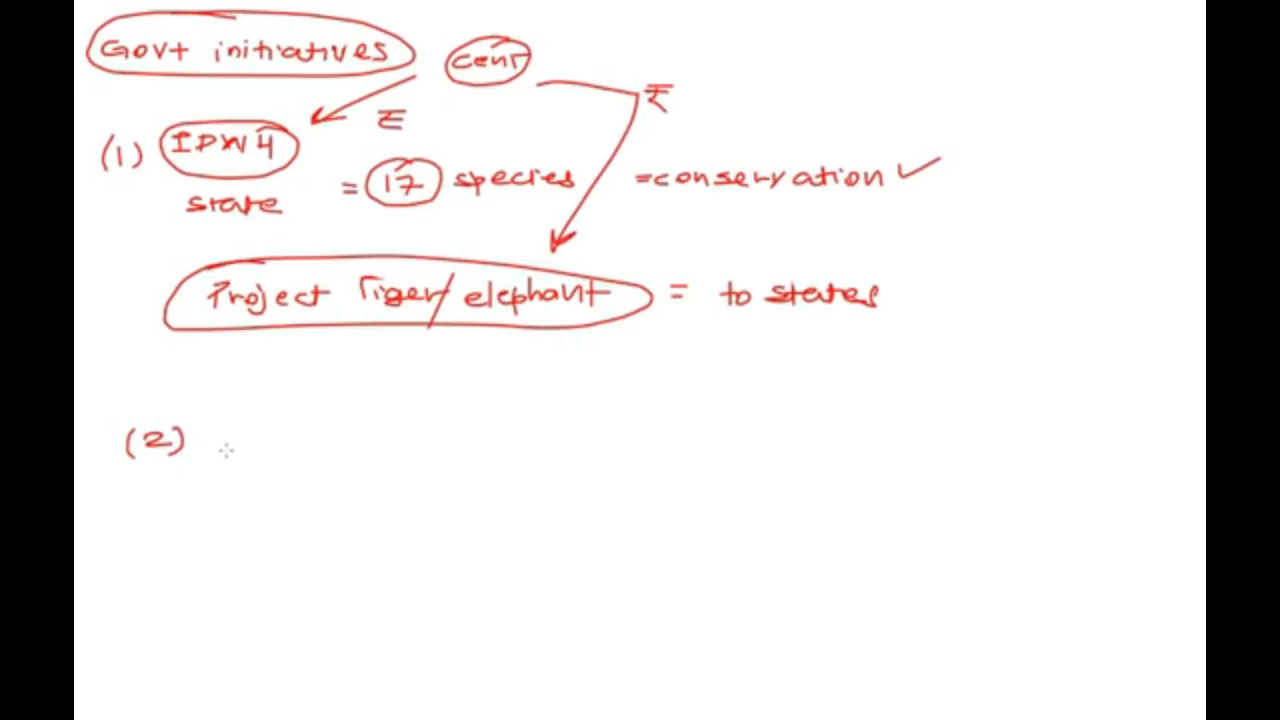 Govt initiatives cent
₹ ₹
(1) IDWH
= 17 species =conservation ✓
state
Project Tiger/elephant = to states
(2)